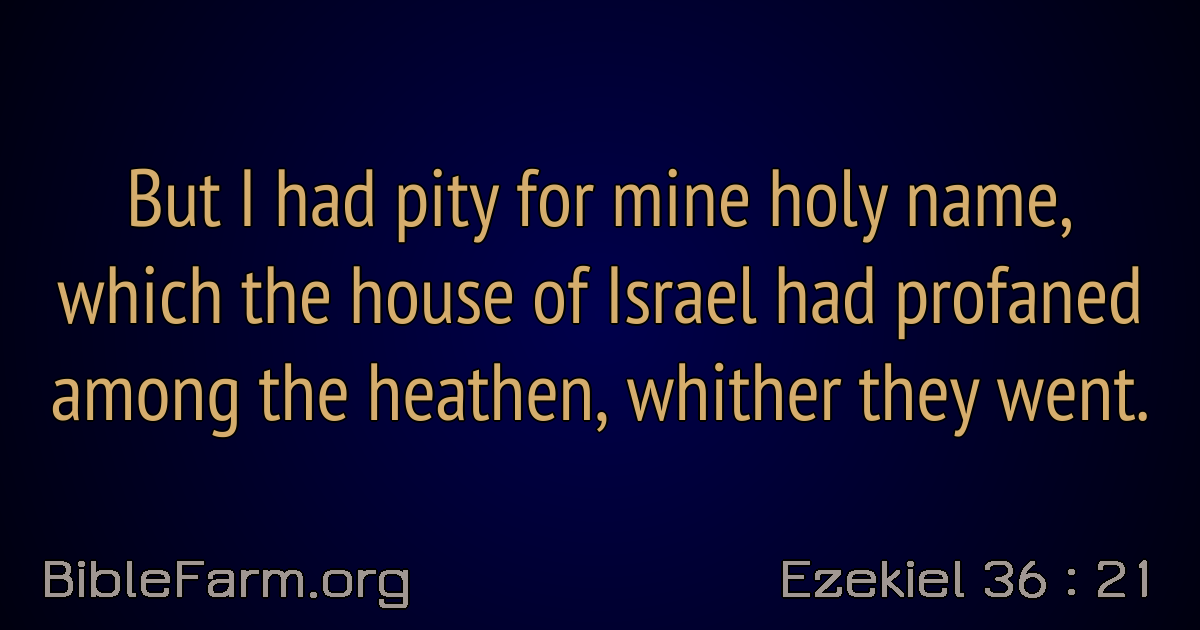 But I had pity for mine holy name,
which the house of Israel had profaned
among the heathen, whither they went.
BibleFarm.org
Ezekiel 36 : 21